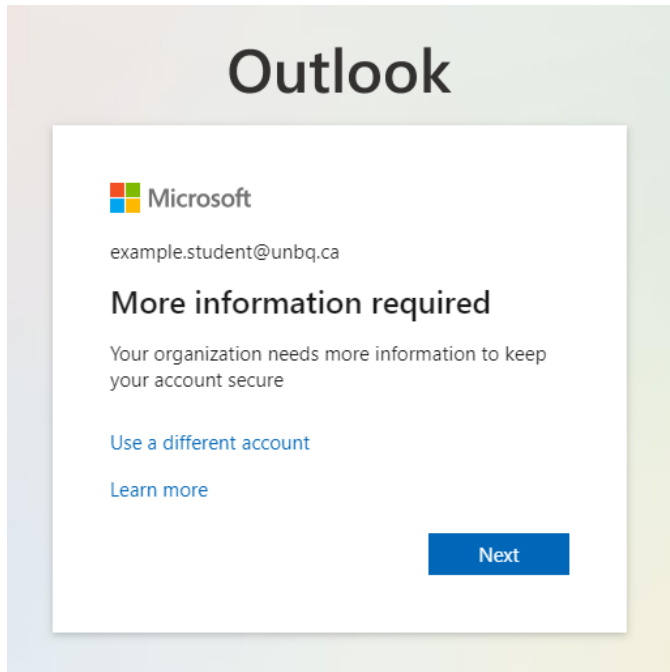 Outlook
Microsoft
example.student@unbq.ca
More information required
Your organization needs more information to keep
your account secure
Use a different account
Learn more
Next